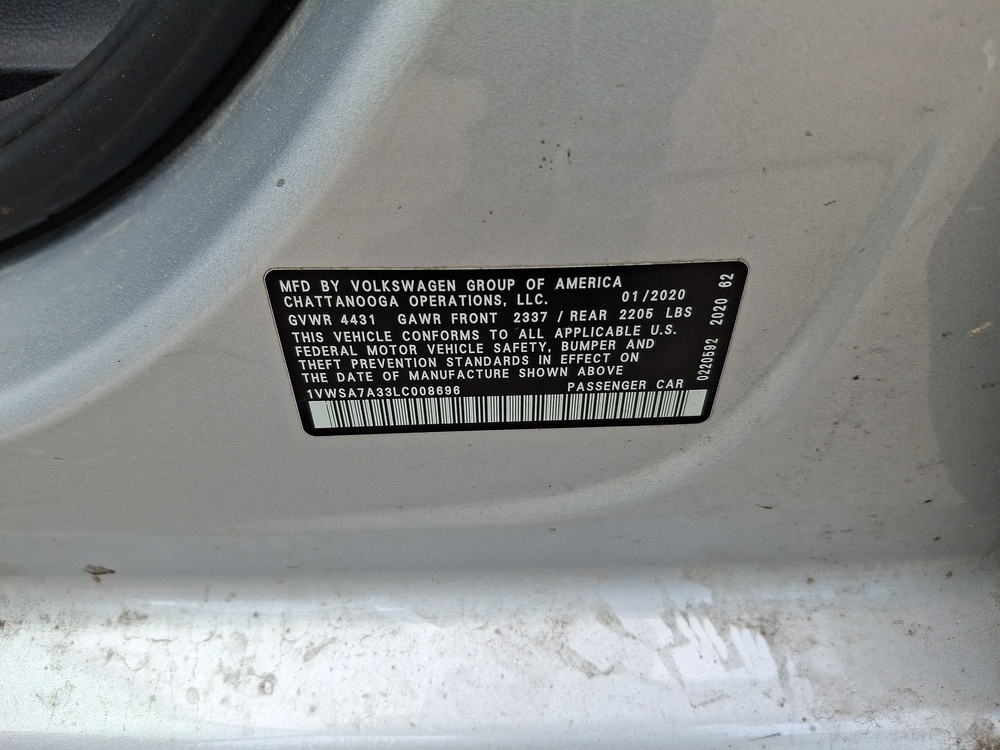 MFD BY VOLKSWAGEN GROUP OF AMERICA
CHATTANOOGA OPERATIONS, LLC. 01/2020
GVWR 4431 GAWR FRONT 2337 / REAR 2205 LBS
THIS VEHICLE CONFORMS TO ALL APPLICABLE U.S.
FEDERAL MOTOR VEHICLE SAFETY, BUMPER AND
THEFT PREVENTION STANDARDS IN EFFECT ON
THE DATE OF MANUFACTURE SHOWN ABOVE
1VWSA7A33LC008696 PASSENGER CAR
0220592 2020 62